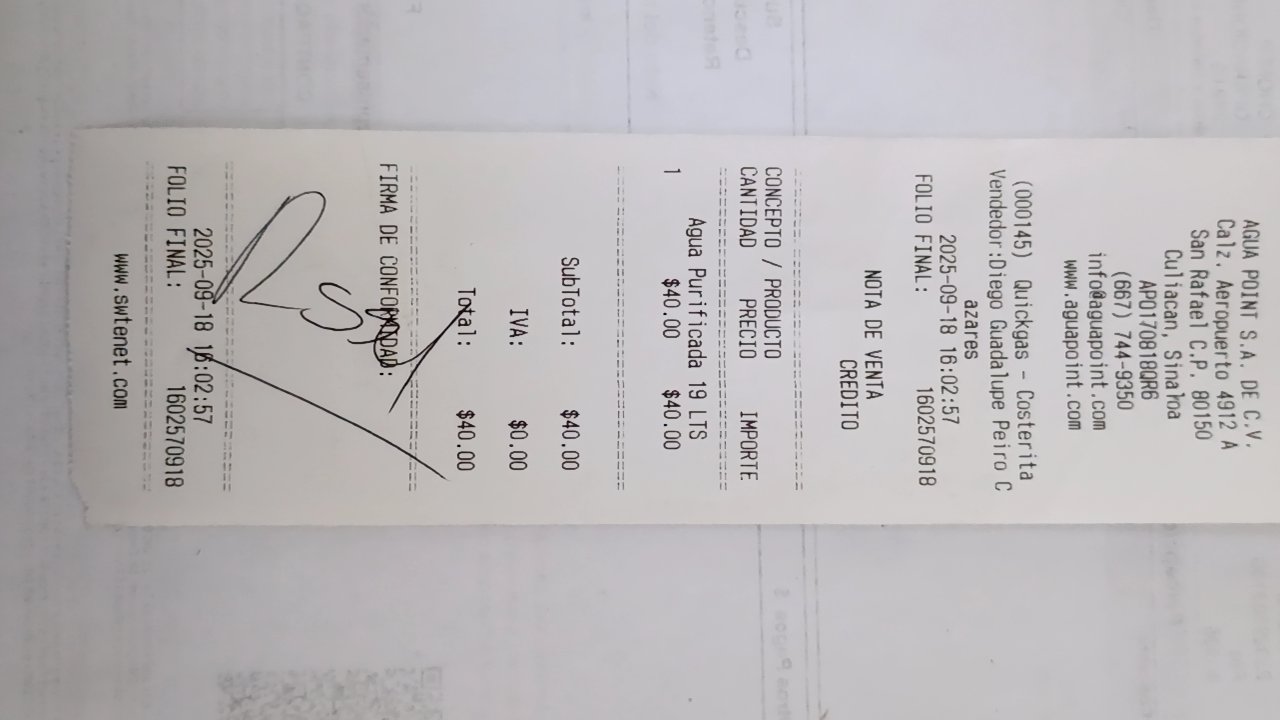 AGUA POINT S.A. DE C.V.
Calz. Aeropuerto 4912 A
San Rafael C.P. 80150
Culiacan, Sinaloa
APO170818QR6
(667) 744-9350
info@aguapoint.com
www.aguapoint.com
(000145) Quickgas - Costerita
Vendedor:Diego Guadalupe Peiro C
azares
2025-09-18 16:02:57
FOLIO FINAL: 1602570918
NOTA DE VENTA
CREDITO
CONCEPTO / PRODUCTO
CANTIDAD PRECIO IMPORTE
Agua Purificada 19 LTS
1 $40.00 $40.00
SubTotal: $40.00
IVA: $0.00
Total: $40.00
FIRMA DE CONFORMIDAD:
2025-09-18 16:02:57
FOLIO FINAL: 1602570918
www.swtenet.com